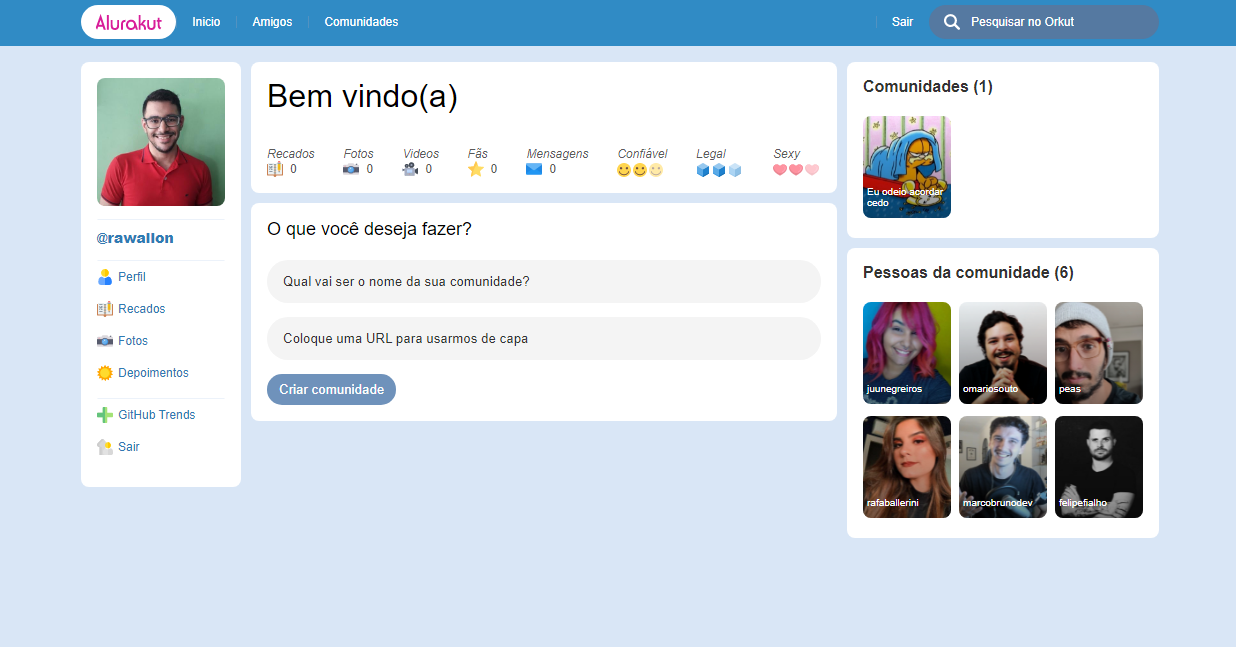 Alurakut
Inicio
Amigos
Comunidades
Sair
Pesquisar no Orkut
@rawallon
Perfil
Recados
Fotos
Depoimentos
GitHub Trends
Sair
Bem vindo(a)
Recados Fotos Videos Fãs Mensagens Confiável Legal Sexy
0 0 0 0 0
O que você deseja fazer?
Qual vai ser o nome da sua comunidade?
Coloque uma URL para usarmos de capa
Criar comunidade
Comunidades (1)
Eu odeio acordar
cedo
Pessoas da comunidade (6)
juunegreiros
omariosouto
peas
rafaballerini
marcobrunodev
felipefialho